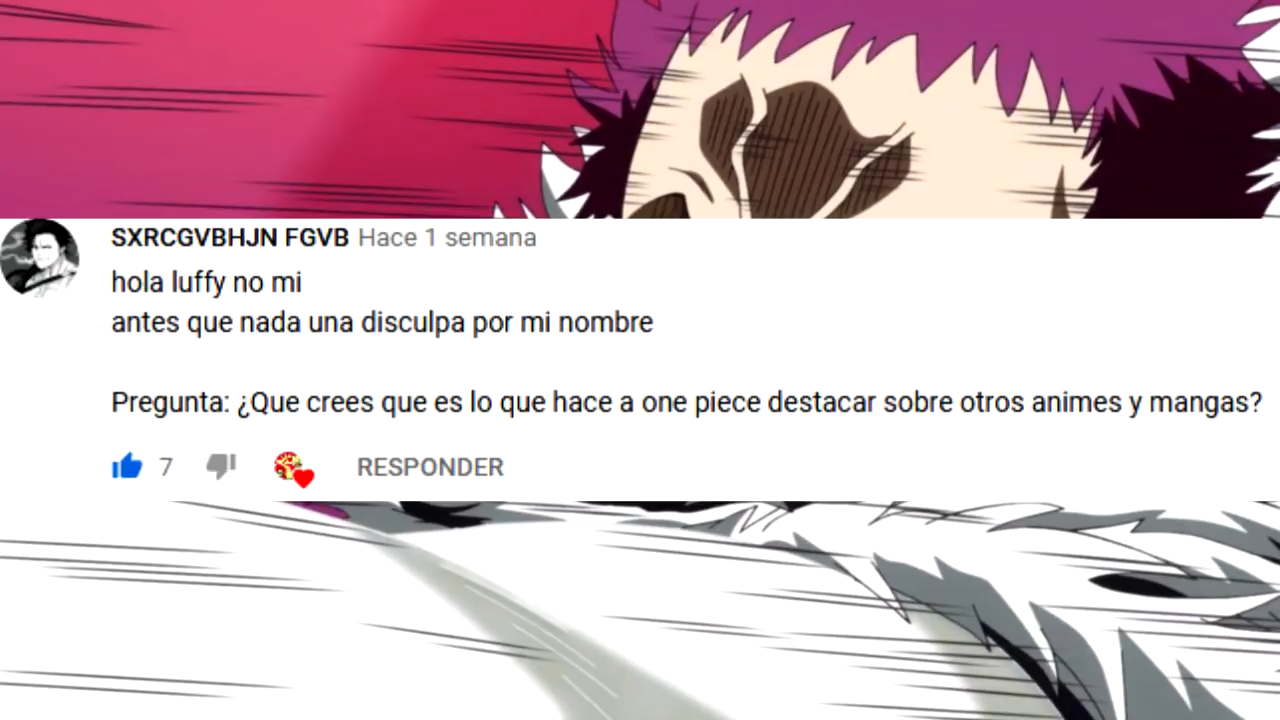 SXRCGVBHJN FGVB Hace 1 semana
hola luffy no mi
antes que nada una disculpa por mi nombre
Pregunta: ¿Que crees que es lo que hace a one piece destacar sobre otros animes y mangas?
7 RESPONDER